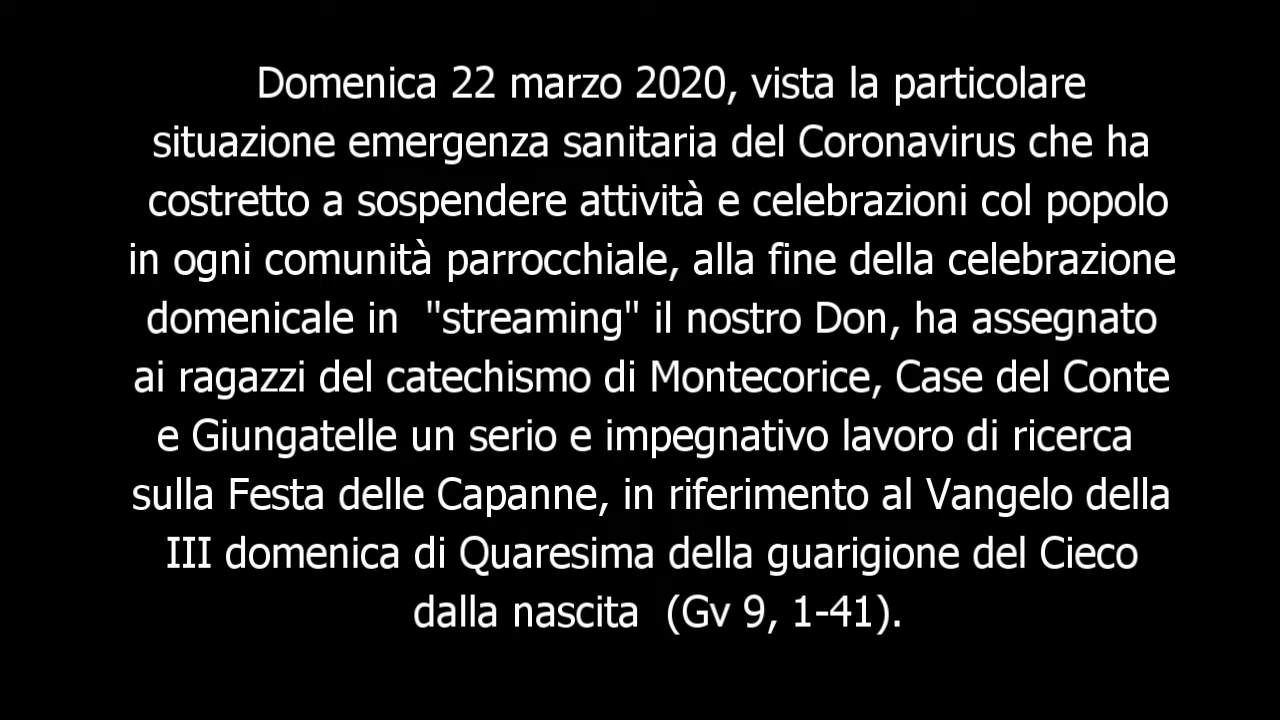 Domenica 22 marzo 2020, vista la particolare
situazione emergenza sanitaria del Coronavirus che ha
costretto a sospendere attività e celebrazioni col popolo
in ogni comunità parrocchiale, alla fine della celebrazione
domenicale in "streaming" il nostro Don, ha assegnato
ai ragazzi del catechismo di Montecorice, Case del Conte
e Giungatelle un serio e impegnativo lavoro di ricerca
sulla Festa delle Capanne, in riferimento al Vangelo della
III domenica di Quaresima della guarigione del Cieco
dalla nascita (Gv 9, 1-41).